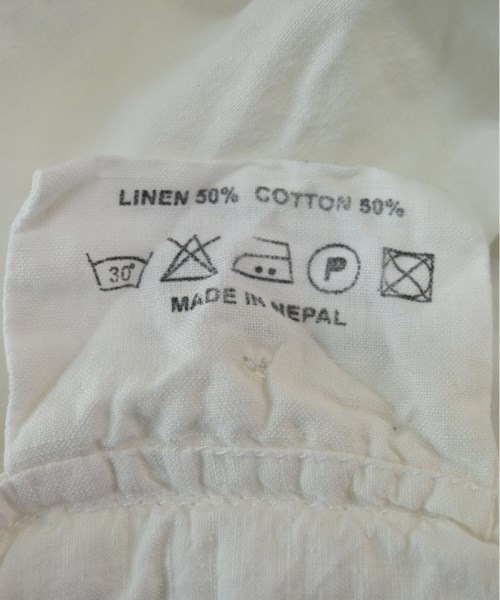 LINEN 50% COTTON 50%
30° P
MADE IN NEPAL